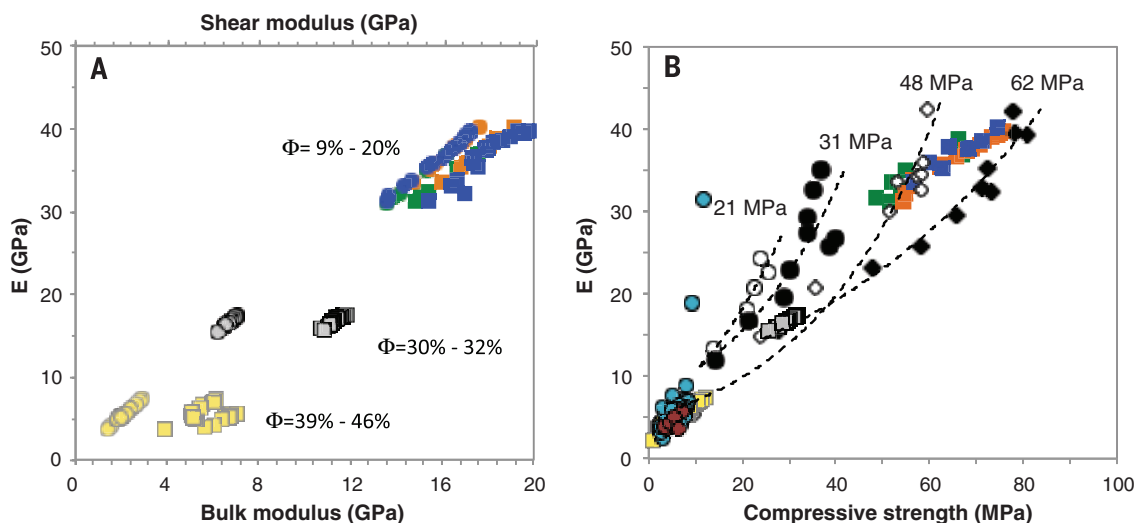 Shear modulus (GPa)
A
E (GPa)
50
40
30
20
10
0
Φ= 9% - 20%
Φ=30% - 32%
Φ=39% - 46%
0 4 8 12 16 20
Bulk modulus (GPa)
B
E (GPa)
50
40
30
20
10
0
48 MPa 62 MPa
31 MPa
21 MPa
0 20 40 60 80 100
Compressive strength (MPa)